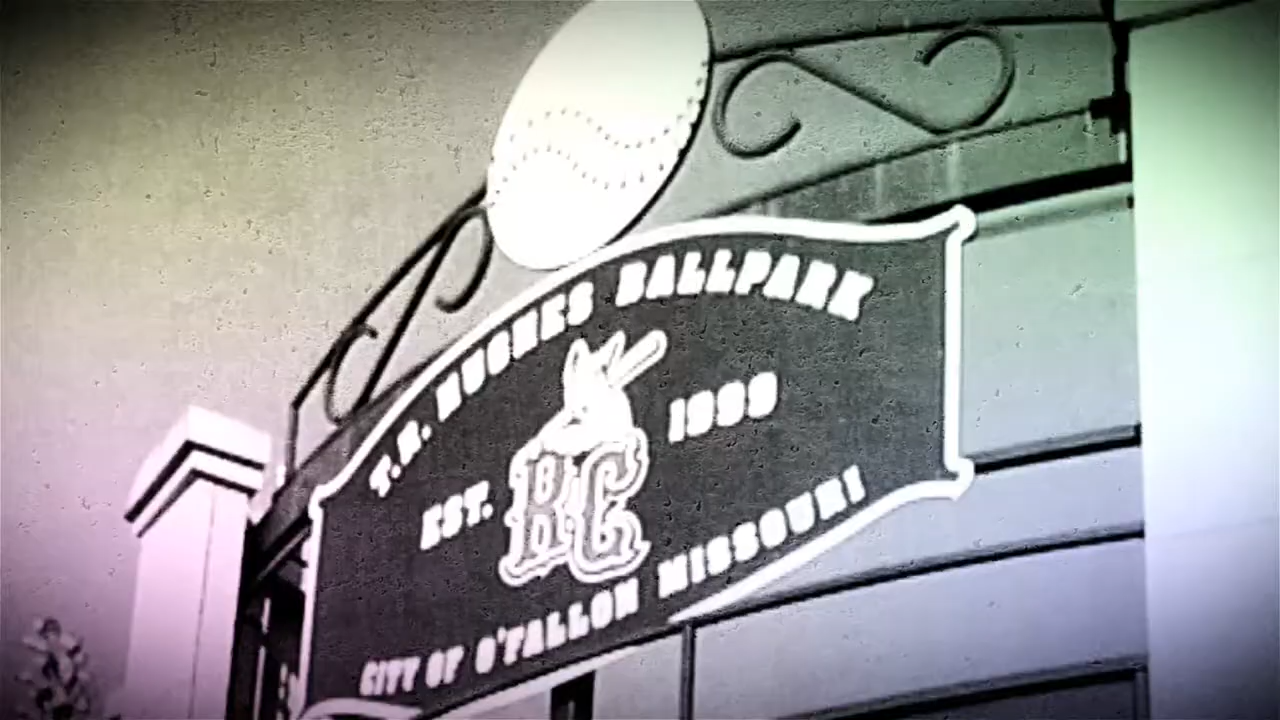 T.R. HUGHES BALLPARK
EST. 1999
RC
CITY OF O'FALLON MISSOURI